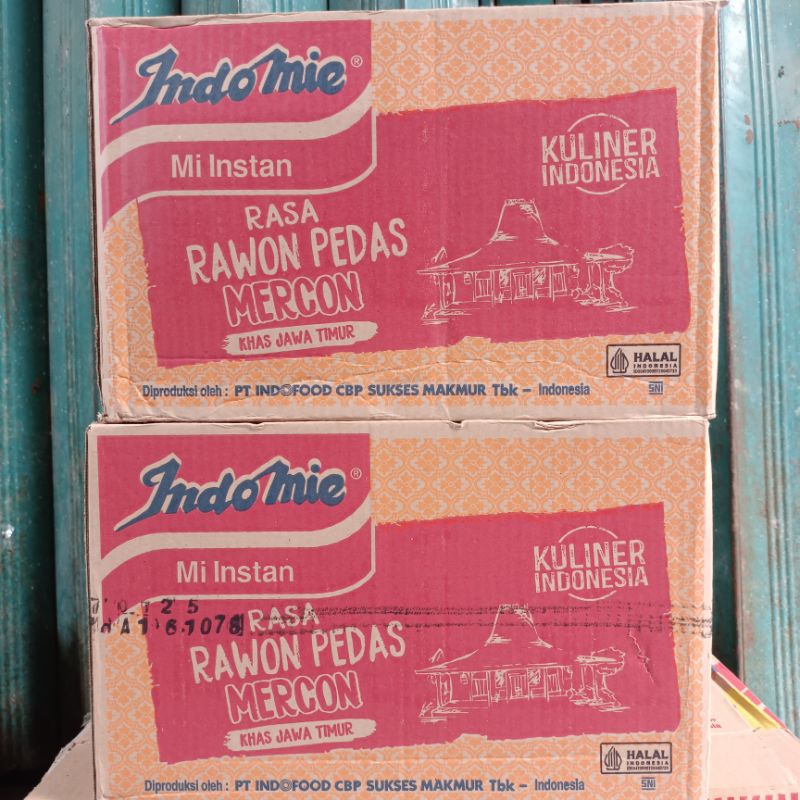 Indomie®
Mi Instan
KULINER
INDONESIA
RASA
RAWON PEDAS
MERCON
KHAS JAWA TIMUR
HALAL
INDONESIA
Diproduksi oleh : PT INDOFOOD CBP SUKSES MAKMUR Tbk – Indonesia
SNI
Indomie®
Mi Instan
KULINER
INDONESIA
RASA
RAWON PEDAS
MERCON
KHAS JAWA TIMUR
HALAL
INDONESIA
Diproduksi oleh : PT INDOFOOD CBP SUKSES MAKMUR Tbk – Indonesia
SNI